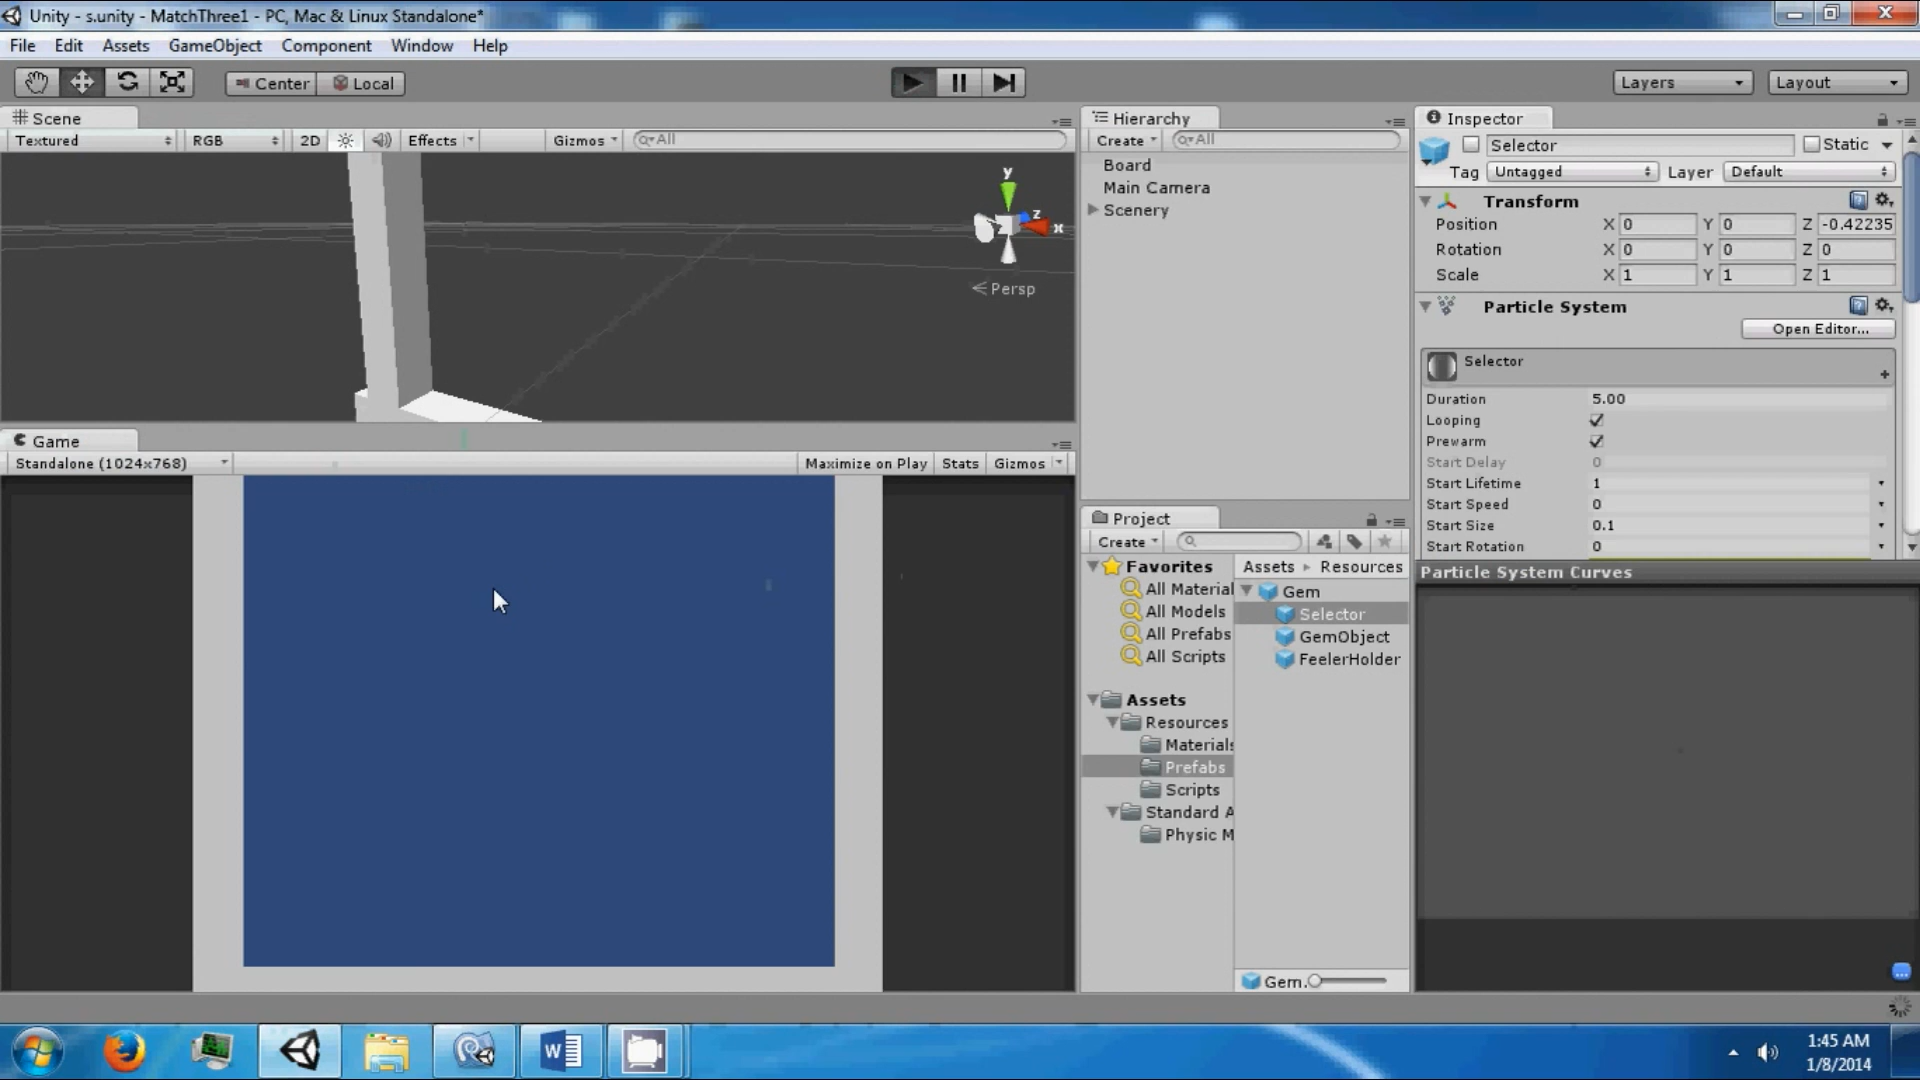 Unity - s.unity - MatchThree1 - PC, Mac & Linux Standalone*
File Edit Assets GameObject Component Window Help
Center Local
Layers Layout
Scene
Textured RGB 2D Effects Gizmos All
y
z
x
Persp
Game
Standalone (1024x768) Maximize on Play Stats Gizmos
Hierarchy
Create All
Board
Main Camera
Scenery
Project
Create
Favorites
All Material
All Models
All Prefabs
All Scripts
Assets
Resources
Materials
Prefabs
Scripts
Standard A
Physic M
Assets Resources
Gem
Selector
GemObject
FeelerHolder
Gem.
Inspector
Selector Static
Tag Untagged Layer Default
Transform
Position X 0 Y 0 Z -0.42235
Rotation X 0 Y 0 Z 0
Scale X 1 Y 1 Z 1
Particle System
Open Editor...
Selector
Duration 5.00
Looping
Prewarm
Start Delay 0
Start Lifetime 1
Start Speed 0
Start Size 0.1
Start Rotation 0
Particle System Curves
1:45 AM
1/8/2014